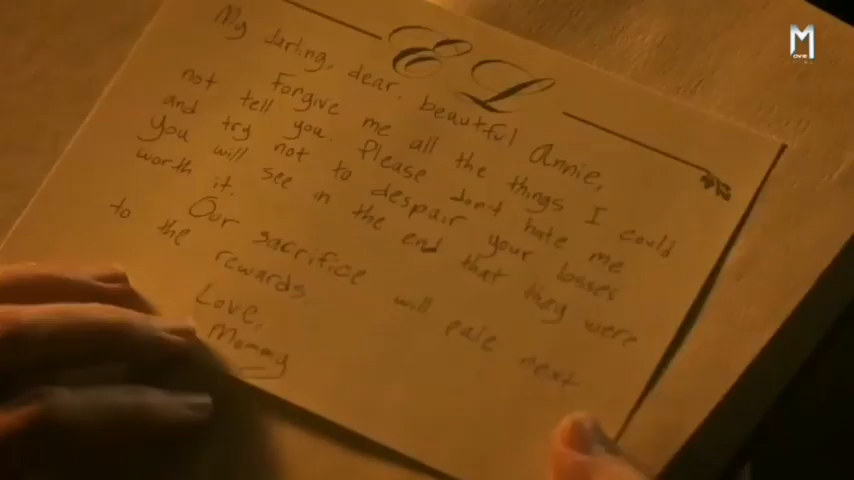 EL
My darling, dear, beautiful Annie,
Forgive me all the things I could
not tell you. Please don't hate me
and try not to despair your losses
You will see in the end that they were
worth it.
Our sacrifice will pale next
to the rewards.
Love,
Mommy
M
OVIE